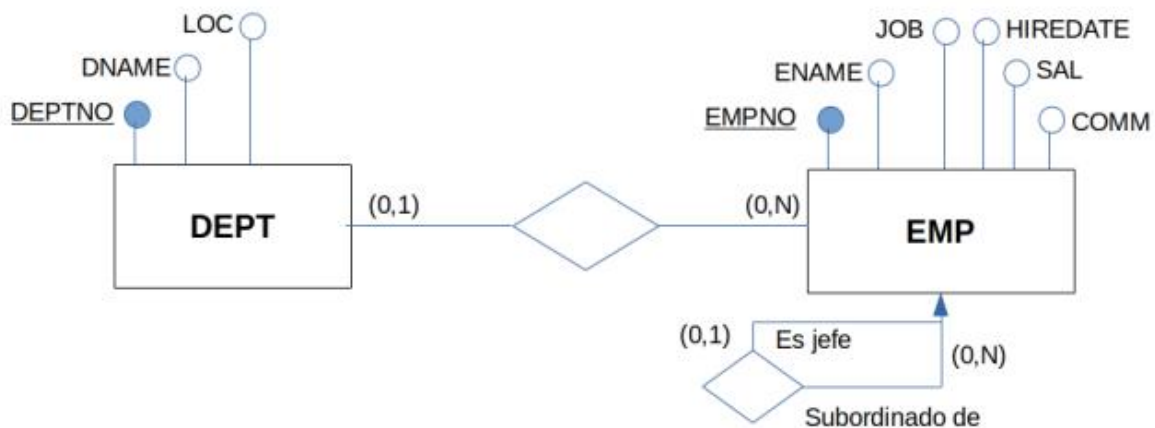 LOC
DNAME
DEPTNO
DEPT
(0,1)
(0,N)
JOB
HIREDATE
ENAME
SAL
EMPNO
COMM
EMP
(0,1)
Es jefe
(0,N)
Subordinado de